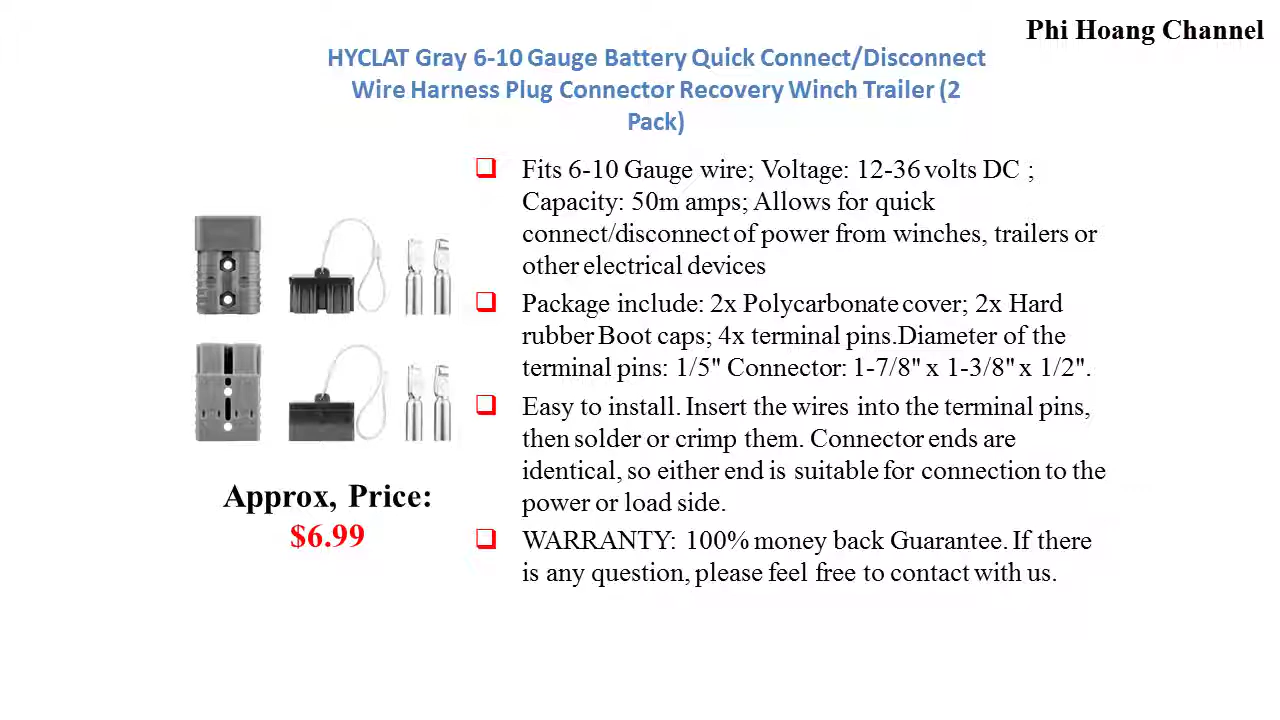 Phi Hoang Channel
HYCLAT Gray 6-10 Gauge Battery Quick Connect/Disconnect
Wire Harness Plug Connector Recovery Winch Trailer (2
Pack)
Fits 6-10 Gauge wire; Voltage: 12-36 volts DC ;
Capacity: 50m amps; Allows for quick
connect/disconnect of power from winches, trailers or
other electrical devices
Package include: 2x Polycarbonate cover; 2x Hard
rubber Boot caps; 4x terminal pins.Diameter of the
terminal pins: 1/5" Connector: 1-7/8" x 1-3/8" x 1/2".
Easy to install. Insert the wires into the terminal pins,
then solder or crimp them. Connector ends are
identical, so either end is suitable for connection to the
power or load side.
WARRANTY: 100% money back Guarantee. If there
is any question, please feel free to contact with us.
Approx, Price:
$6.99